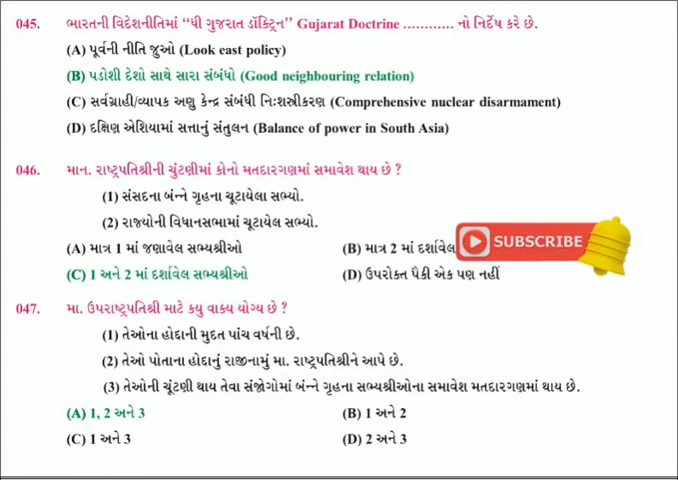 045. ભારતની વિદેશનીતિમાં “ધી ગુજરાત ડૉક્ટ્રિન” Gujarat Doctrine ............ નો નિર્દેષ કરે છે.
(A) પૂર્વની નીતિ જુઓ (Look east policy)
(B) પડોશી દેશો સાથે સારા સંબંધો (Good neighbouring relation)
(C) સર્વગ્રાહી/વ્યાપક અણુ કેન્દ્ર સંબંધી નિઃશસ્ત્રીકરણ (Comprehensive nuclear disarmament)
(D) દક્ષિણ એશિયામાં સત્તાનું સંતુલન (Balance of power in South Asia)
046. માન. રાષ્ટ્રપતિશ્રીની ચુંટણીમાં કોનો મતદારગણમાં સમાવેશ થાય છે ?
(1) સંસદના બંન્ને ગૃહના ચૂટાયેલા સભ્યો.
(2) રાજ્યોની વિધાનસભામાં ચૂટાયેલ સભ્યો.
(A) માત્ર 1 માં જણાવેલ સભ્યશ્રીઓ (B) માત્ર 2 માં દર્શાવેલ
SUBSCRIBE
(C) 1 અને 2 માં દર્શાવેલ સભ્યશ્રીઓ (D) ઉપરોક્ત પૈકી એક પણ નહીં
047. મા. ઉપરાષ્ટ્રપતિશ્રી માટે કયુ વાક્ય યોગ્ય છે ?
(1) તેઓના હોદ્દાની મુદત પાંચ વર્ષની છે.
(2) તેઓ પોતાના હોદ્દાનું રાજીનામું મા. રાષ્ટ્રપતિશ્રીને આપે છે.
(3) તેઓની ચૂંટણી થાય તેવા સંજોગોમાં બંન્ને ગૃહના સભ્યશ્રીઓના સમાવેશ મતદારગણમાં થાય છે.
(A) 1, 2 અને 3 (B) 1 અને 2
(C) 1 અને 3 (D) 2 અને 3